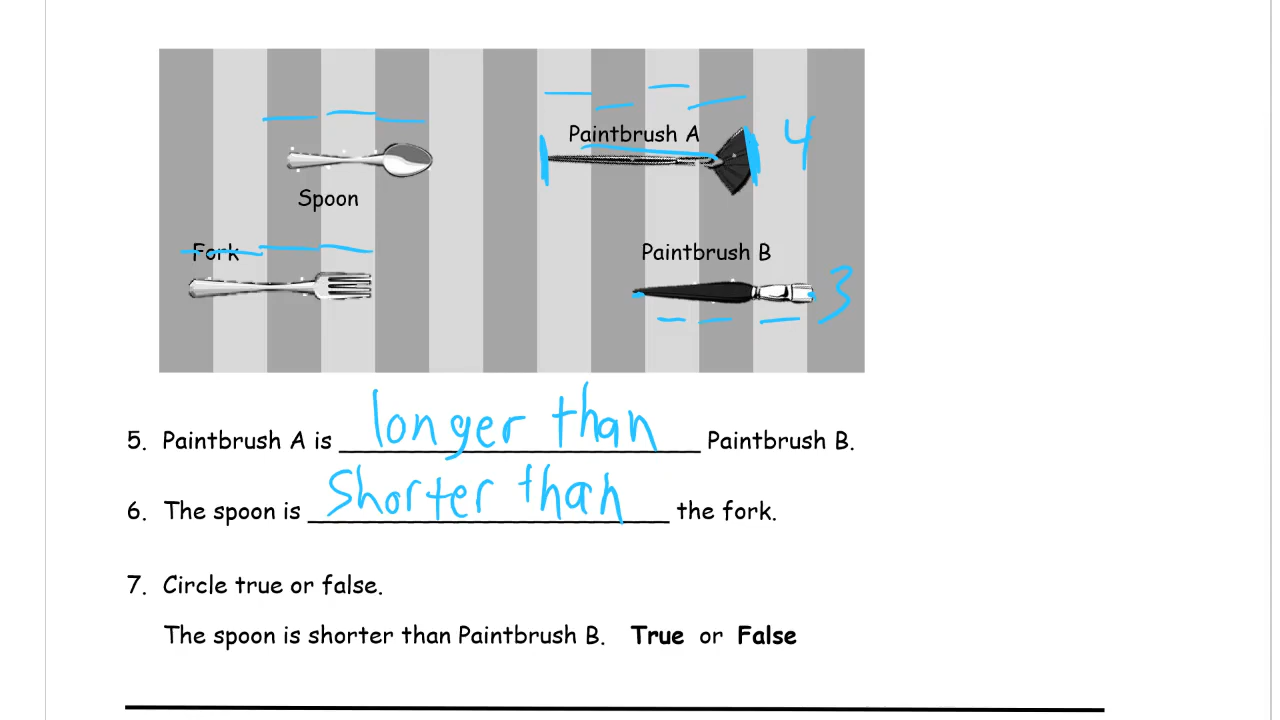 Paintbrush A
4
Spoon
Fork
Paintbrush B
3
5. Paintbrush A is longer than Paintbrush B.
6. The spoon is shorter than the fork.
7. Circle true or false.
The spoon is shorter than Paintbrush B. True or False